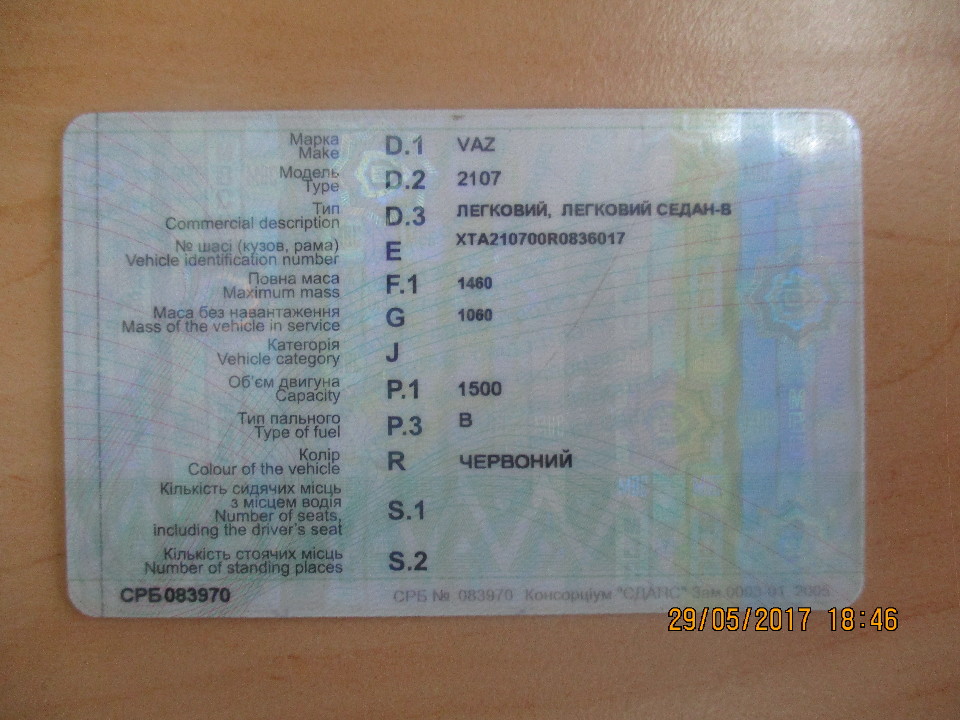 Марка D.1 VAZ
Make
Модель D.2 2107
Type
Тип D.3 ЛЕГКОВИЙ, ЛЕГКОВИЙ СЕДАН-В
Commercial description
№ шасі (кузов, рама) E XTA210700R0836017
Vehicle identification number
Повна маса F.1 1460
Maximum mass
Маса без навантаження G 1060
Mass of the vehicle in service
Категорія J
Vehicle category
Об'єм двигуна P.1 1500
Capacity
Тип пального P.3 B
Type of fuel
Колір R ЧЕРВОНИЙ
Colour of the vehicle
Кількість сидячих місць
з місцем водія S.1
Number of seats,
including the driver's seat
Кількість стоячих місць S.2
Number of standing places
СРБ 083970 СРБ № 083970 Консорціум "ЄДАПС" Зам.0093-01 2005
29/05/2017 18:46